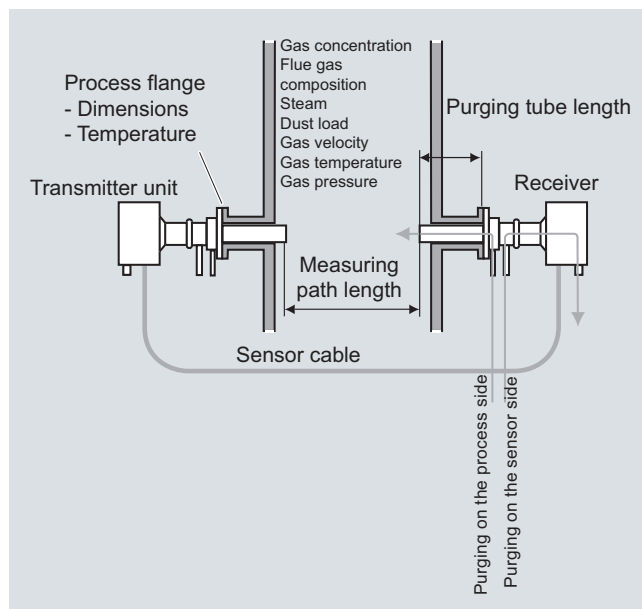 Gas concentration
Flue gas
composition
Steam
Dust load
Gas velocity
Gas temperature
Gas pressure
Process flange
- Dimensions
- Temperature
Purging tube length
Transmitter unit
Receiver
Measuring
path length
Sensor cable
Purging on the process side
Purging on the sensor side